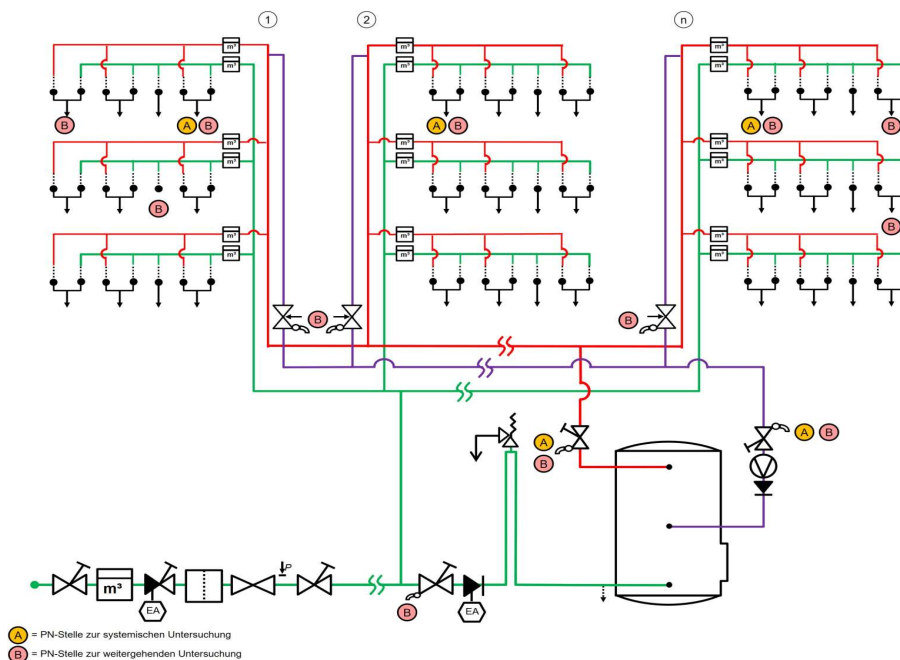 1
2
n
m³
m³
m³
m³
m³
m³
B
A
B
A
B
A
B
B
m³
m³
m³
m³
m³
m³
B
B
m³
m³
m³
m³
m³
m³
B
B
A
B
A
B
m³
EA
P
B
EA
A = PN-Stelle zur systemischen Untersuchung
B = PN-Stelle zur weitergehenden Untersuchung